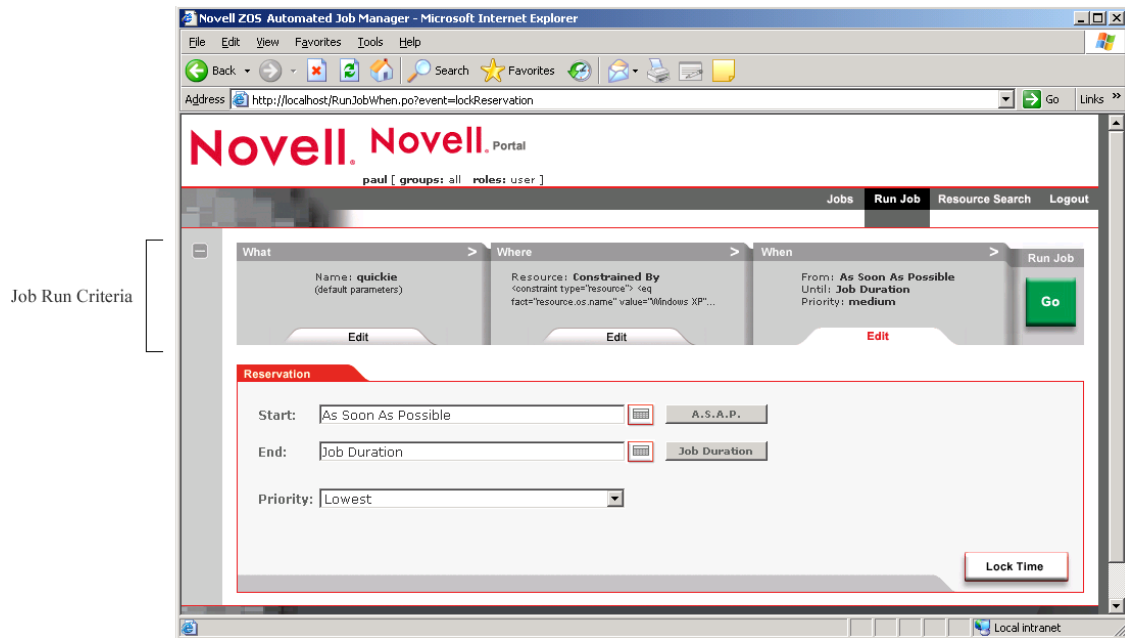 Novell ZOS Automated Job Manager - Microsoft Internet Explorer
File Edit View Favorites Tools Help
Back Search Favorites
Address http://localhost/RunJobWhen.po?event=lockReservation Go Links »
Novell. Novell. Portal
paul [ groups: all roles: user ]
Jobs Run Job Resource Search Logout
What > Where > When > Run Job
Name: quickie
(default parameters)
Resource: Constrained By
<constraint type="resource"> <eq
fact="resource.os.name" value="Windows XP"...
From: As Soon As Possible
Until: Job Duration
Priority: medium
Go
Job Run Criteria
Edit Edit Edit
Reservation
Start: As Soon As Possible A.S.A.P.
End: Job Duration Job Duration
Priority: Lowest
Lock Time
Local intranet